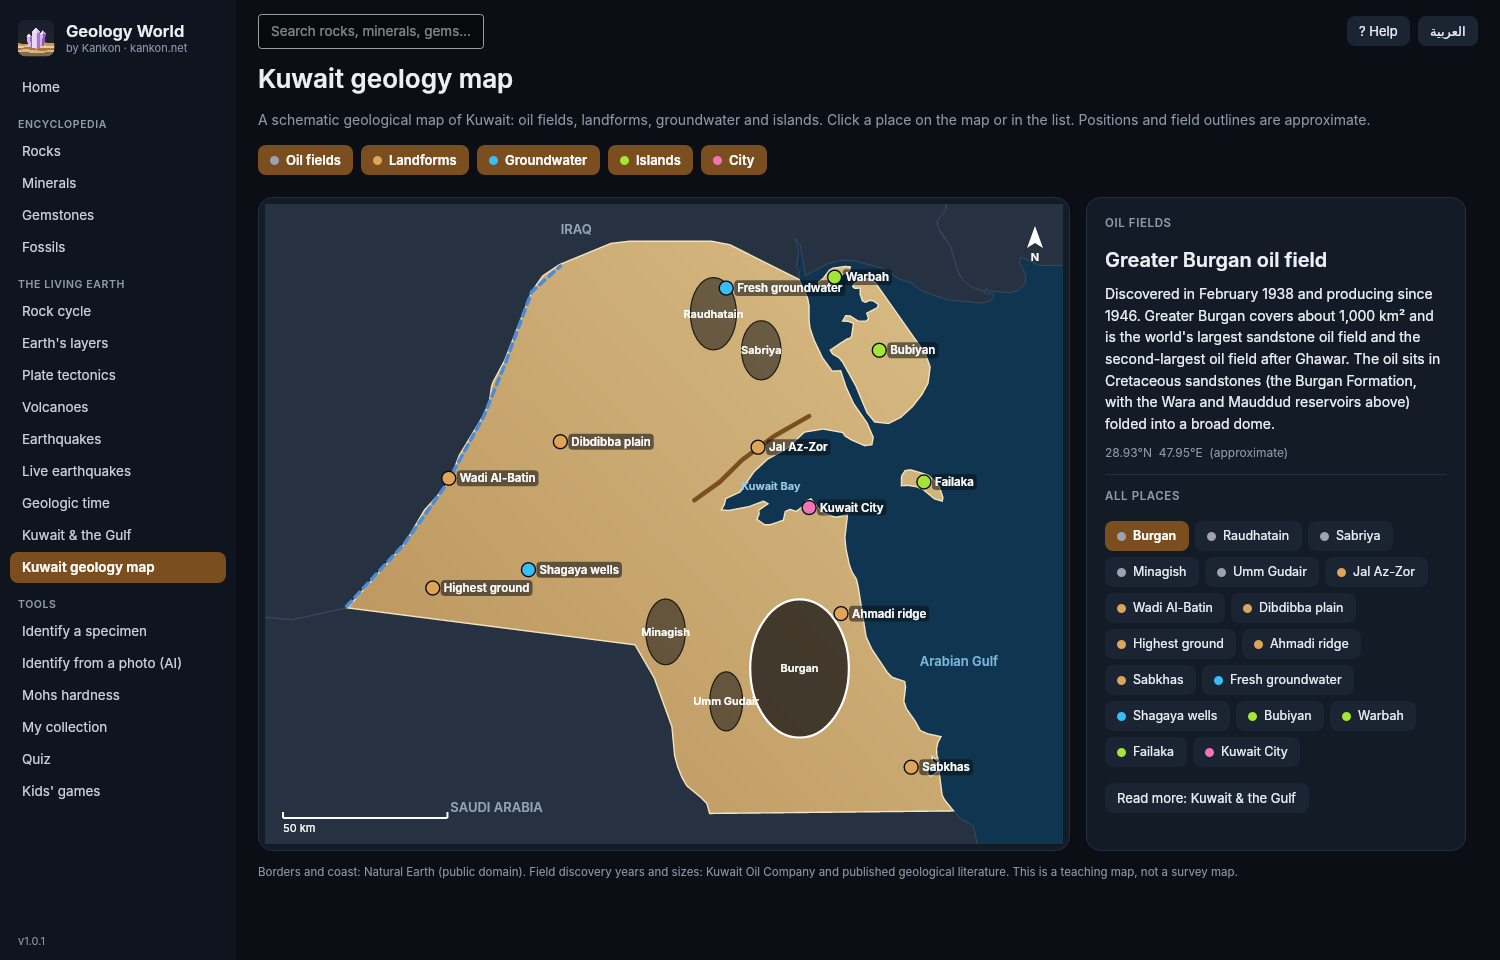 Geology World
by Kankon · kankon.net
Home
ENCYCLOPEDIA
Rocks
Minerals
Gemstones
Fossils
THE LIVING EARTH
Rock cycle
Earth's layers
Plate tectonics
Volcanoes
Earthquakes
Live earthquakes
Geologic time
Kuwait & the Gulf
Kuwait geology map
TOOLS
Identify a specimen
Identify from a photo (AI)
Mohs hardness
My collection
Quiz
Kids' games
v1.0.1
Search rocks, minerals, gems...
? Help
العربية
Kuwait geology map
A schematic geological map of Kuwait: oil fields, landforms, groundwater and islands. Click a place on the map or in the list. Positions and field outlines are approximate.
Oil fields
Landforms
Groundwater
Islands
City
IRAQ
N
Warbah
Fresh groundwater
Raudhatain
Sabriya
Bubiyan
Dibdibba plain
Jal Az-Zor
Wadi Al-Batin
Kuwait Bay
Failaka
Kuwait City
Shagaya wells
Highest ground
Ahmadi ridge
Minagish
Arabian Gulf
Burgan
Umm Gudair
Sabkhas
SAUDI ARABIA
50 km
OIL FIELDS
Greater Burgan oil field
Discovered in February 1938 and producing since
1946. Greater Burgan covers about 1,000 km² and
is the world's largest sandstone oil field and the
second-largest oil field after Ghawar. The oil sits in
Cretaceous sandstones (the Burgan Formation,
with the Wara and Mauddud reservoirs above)
folded into a broad dome.
28.93°N 47.95°E (approximate)
ALL PLACES
Burgan
Raudhatain
Sabriya
Minagish
Umm Gudair
Jal Az-Zor
Wadi Al-Batin
Dibdibba plain
Highest ground
Ahmadi ridge
Sabkhas
Fresh groundwater
Shagaya wells
Bubiyan
Warbah
Failaka
Kuwait City
Read more: Kuwait & the Gulf
Borders and coast: Natural Earth (public domain). Field discovery years and sizes: Kuwait Oil Company and published geological literature. This is a teaching map, not a survey map.